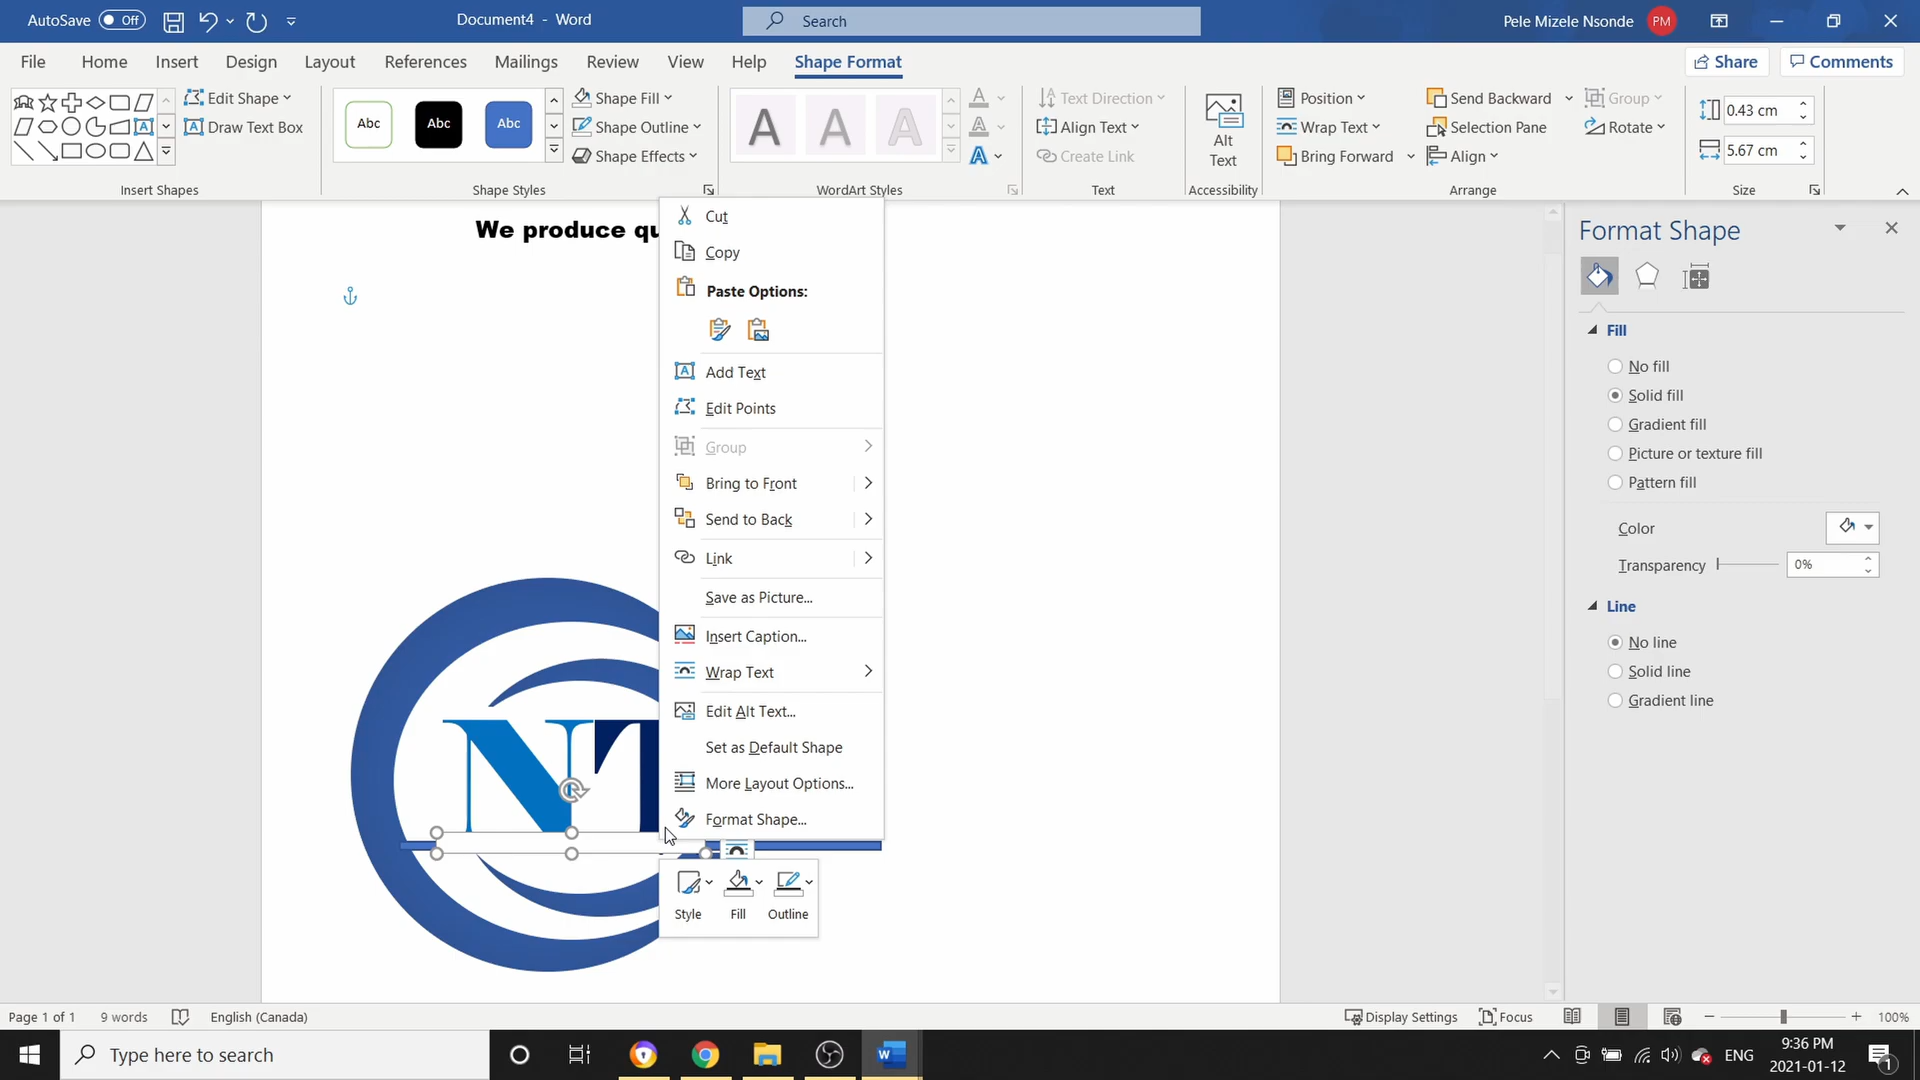 AutoSave Off
Document4 - Word
Search
Pele Mizele Nsonde PM
File Home Insert Design Layout References Mailings Review View Help Shape Format
Share Comments
Edit Shape
Draw Text Box
Insert Shapes
Abc Abc Abc
Shape Fill
Shape Outline
Shape Effects
Shape Styles
A A A
WordArt Styles
Text Direction
Align Text
Create Link
Text
Alt
Text
Accessibility
Position
Wrap Text
Bring Forward
Send Backward
Selection Pane
Align
Group
Rotate
Arrange
0.43 cm
5.67 cm
Size
We produce qu
Cut
Copy
Paste Options:
Add Text
Edit Points
Group
Bring to Front
Send to Back
Link
Save as Picture...
Insert Caption...
Wrap Text
Edit Alt Text...
Set as Default Shape
More Layout Options...
Format Shape...
Style Fill Outline
NT
Format Shape
Fill
No fill
Solid fill
Gradient fill
Picture or texture fill
Pattern fill
Color
Transparency 0%
Line
No line
Solid line
Gradient line
Page 1 of 1 9 words English (Canada)
Display Settings Focus 100%
Type here to search
ENG
9:36 PM
2021-01-12
1